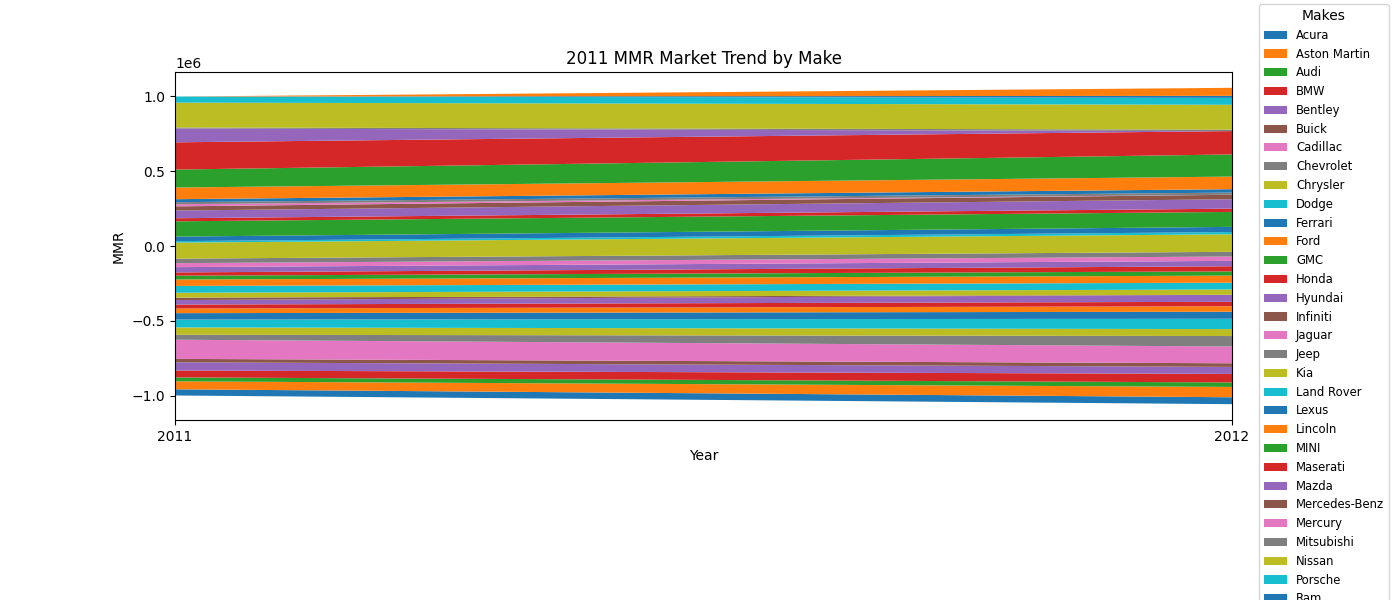 2011 MMR Market Trend by Make
1e6
1.0
0.5
0.0
−0.5
−1.0
MMR
2011
2012
Year
Makes
Acura
Aston Martin
Audi
BMW
Bentley
Buick
Cadillac
Chevrolet
Chrysler
Dodge
Ferrari
Ford
GMC
Honda
Hyundai
Infiniti
Jaguar
Jeep
Kia
Land Rover
Lexus
Lincoln
MINI
Maserati
Mazda
Mercedes-Benz
Mercury
Mitsubishi
Nissan
Porsche
Ram